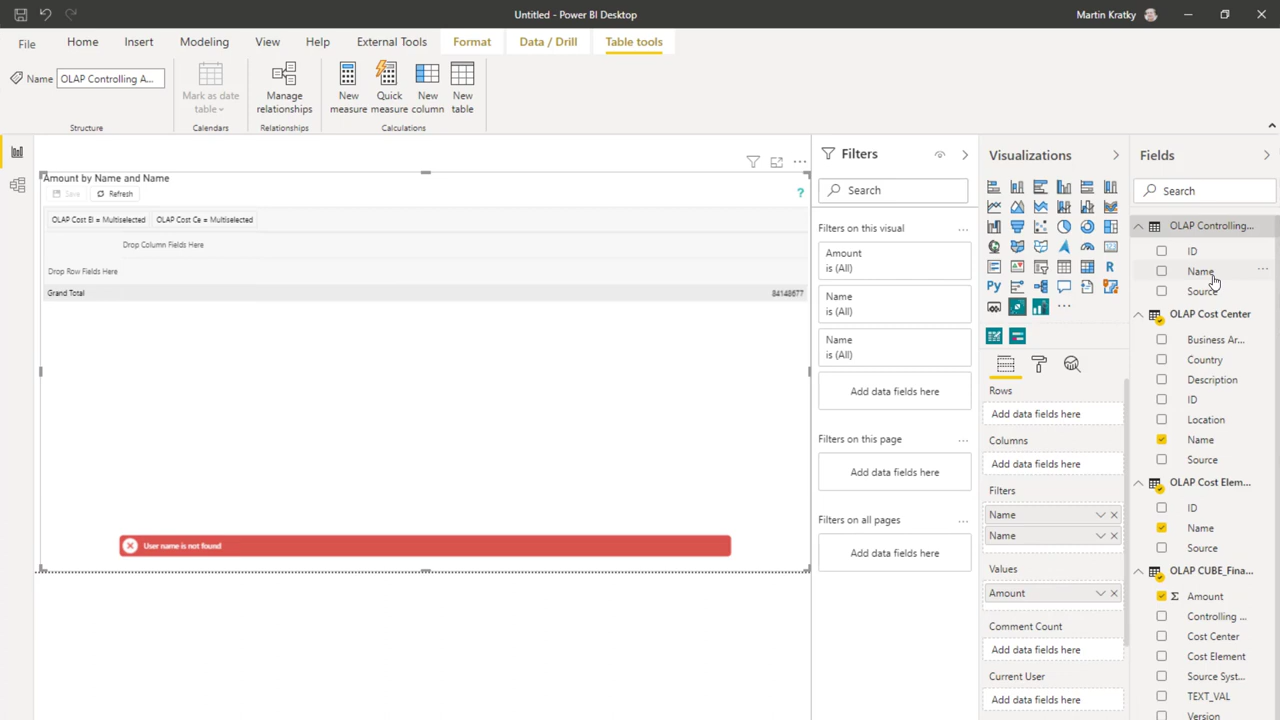 Untitled - Power BI Desktop
Martin Kratky
File
Home
Insert
Modeling
View
Help
External Tools
Format
Data / Drill
Table tools
Name
OLAP Controlling A...
Mark as date table
Manage relationships
New measure
Quick measure
New column
New table
Structure
Calendars
Relationships
Calculations
Amount by Name and Name
Save
Refresh
?
OLAP Cost El = Multiselected
OLAP Cost Ce = Multiselected
Drop Column Fields Here
Drop Row Fields Here
Grand Total
84148677
User name is not found
Filters
Search
Filters on this visual
...
Amount
is (All)
Name
is (All)
Name
is (All)
Add data fields here
Filters on this page
...
Add data fields here
Filters on all pages
...
Add data fields here
Visualizations
R
Py
...
Rows
Add data fields here
Columns
Add data fields here
Filters
Name
Name
Values
Amount
Comment Count
Add data fields here
Current User
Add data fields here
Fields
Search
OLAP Controlling...
ID
Name
...
Source
OLAP Cost Center
Business Ar...
Country
Description
ID
Location
Name
Source
OLAP Cost Elem...
ID
Name
Source
OLAP CUBE_Fina...
Σ Amount
Controlling ...
Cost Center
Cost Element
Source Syst...
TEXT_VAL
Version